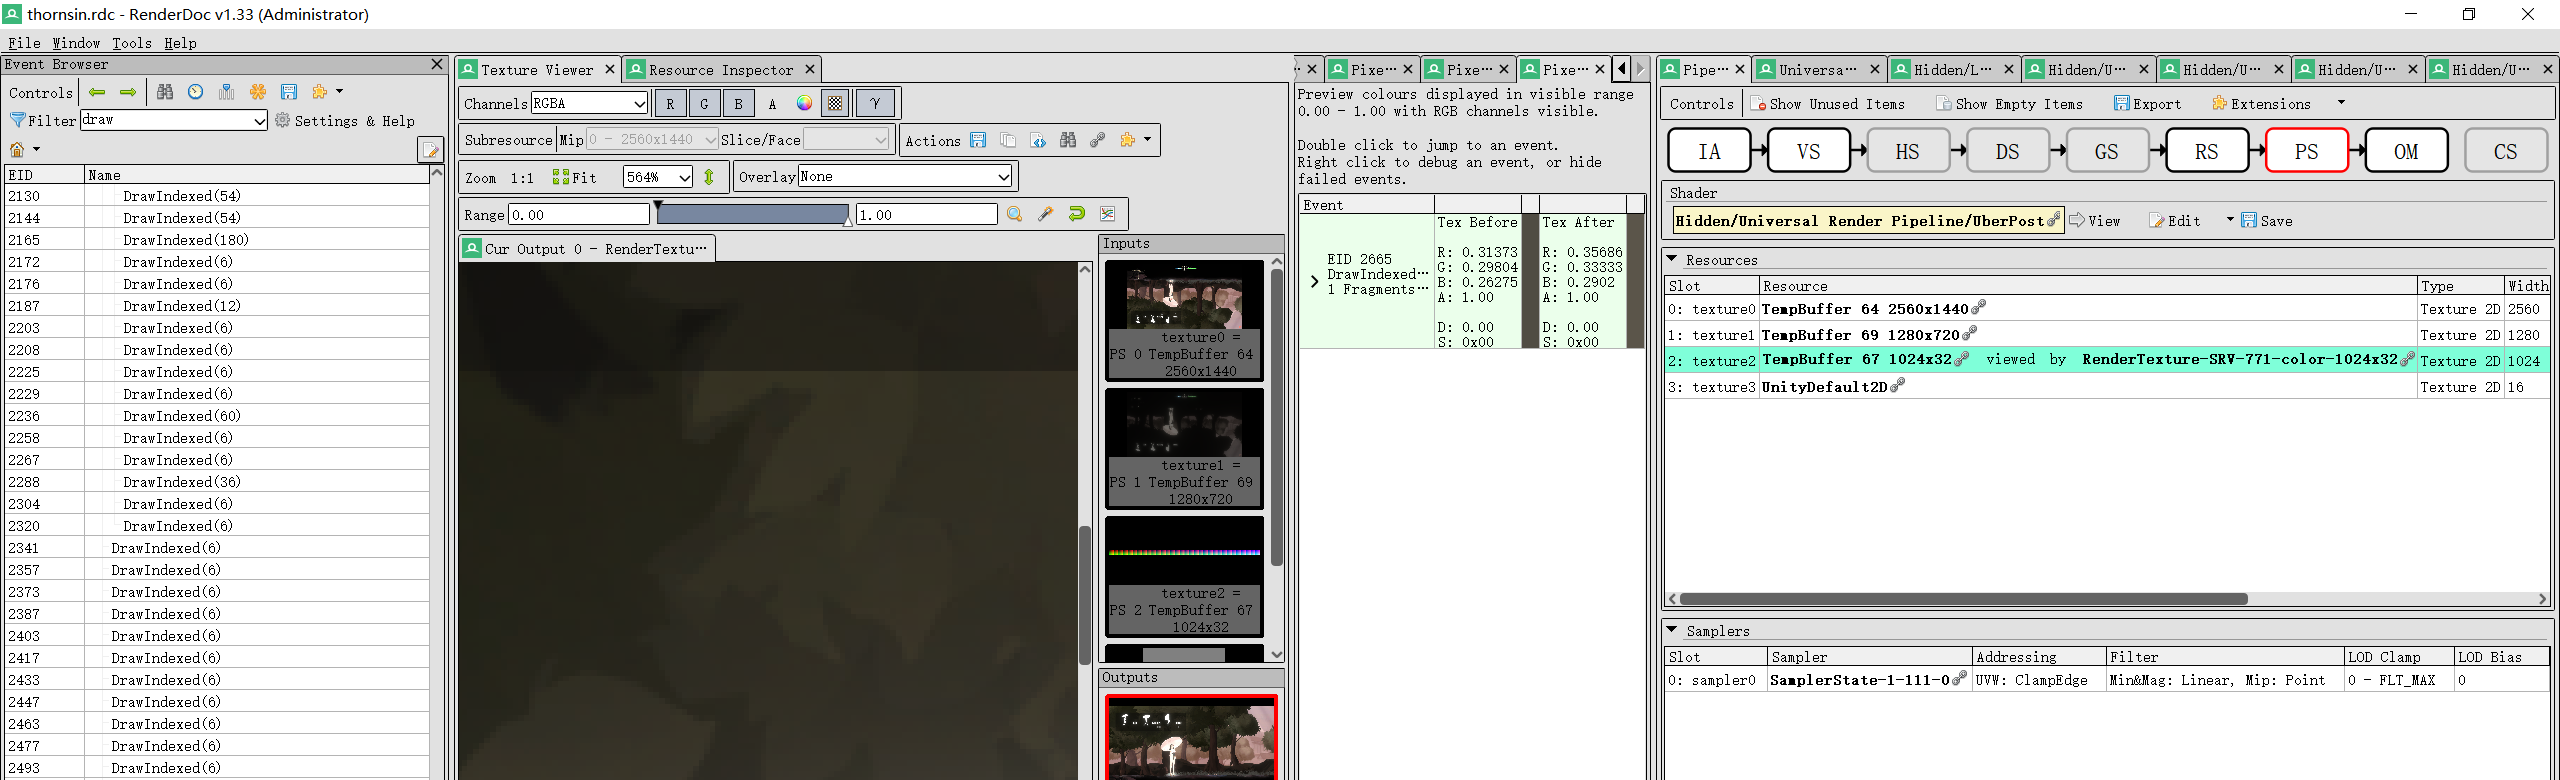 thornsin.rdc - RenderDoc v1.33 (Administrator)
File Window Tools Help
Event Browser
Controls
Filter draw Settings & Help
EID Name
2130 DrawIndexed(54)
2144 DrawIndexed(54)
2165 DrawIndexed(180)
2172 DrawIndexed(6)
2176 DrawIndexed(6)
2187 DrawIndexed(12)
2203 DrawIndexed(6)
2208 DrawIndexed(6)
2225 DrawIndexed(6)
2229 DrawIndexed(6)
2236 DrawIndexed(60)
2258 DrawIndexed(6)
2267 DrawIndexed(6)
2288 DrawIndexed(36)
2304 DrawIndexed(6)
2320 DrawIndexed(6)
2341 DrawIndexed(6)
2357 DrawIndexed(6)
2373 DrawIndexed(6)
2387 DrawIndexed(6)
2403 DrawIndexed(6)
2417 DrawIndexed(6)
2433 DrawIndexed(6)
2447 DrawIndexed(6)
2463 DrawIndexed(6)
2477 DrawIndexed(6)
2493 DrawIndexed(6)
Texture Viewer Resource Inspector
Channels RGBA R G B A γ
Subresource Mip 0 - 2560x1440 Slice/Face Actions
Zoom 1:1 Fit 564% Overlay None
Range 0.00 1.00
Cur Output 0 - RenderTextu…
Inputs
texture0 =
PS 0 TempBuffer 64
2560x1440
texture1 =
PS 1 TempBuffer 69
1280x720
texture2 =
PS 2 TempBuffer 67
1024x32
Outputs
Pixe… Pixe… Pixe…
Preview colours displayed in visible range
0.00 - 1.00 with RGB channels visible.
Double click to jump to an event.
Right click to debug an event, or hide
failed events.
Event
Tex Before Tex After
EID 2665
DrawIndexed…
1 Fragments…
R: 0.31373
G: 0.29804
B: 0.26275
A: 1.00
D: 0.00
S: 0x00
R: 0.35686
G: 0.33333
B: 0.2902
A: 1.00
D: 0.00
S: 0x00
Pipe… Universa… Hidden/L… Hidden/U… Hidden/U… Hidden/U… Hidden/U…
Controls Show Unused Items Show Empty Items Export Extensions
IA VS HS DS GS RS PS OM CS
Shader
Hidden/Universal Render Pipeline/UberPost View Edit Save
Resources
Slot Resource Type Width
0: texture0 TempBuffer 64 2560x1440 Texture 2D 2560
1: texture1 TempBuffer 69 1280x720 Texture 2D 1280
2: texture2 TempBuffer 67 1024x32 viewed by RenderTexture-SRV-771-color-1024x32 Texture 2D 1024
3: texture3 UnityDefault2D Texture 2D 16
Samplers
Slot Sampler Addressing Filter LOD Clamp LOD Bias
0: sampler0 SamplerState-1-111-0 UVW: ClampEdge Min&Mag: Linear, Mip: Point 0 - FLT_MAX 0